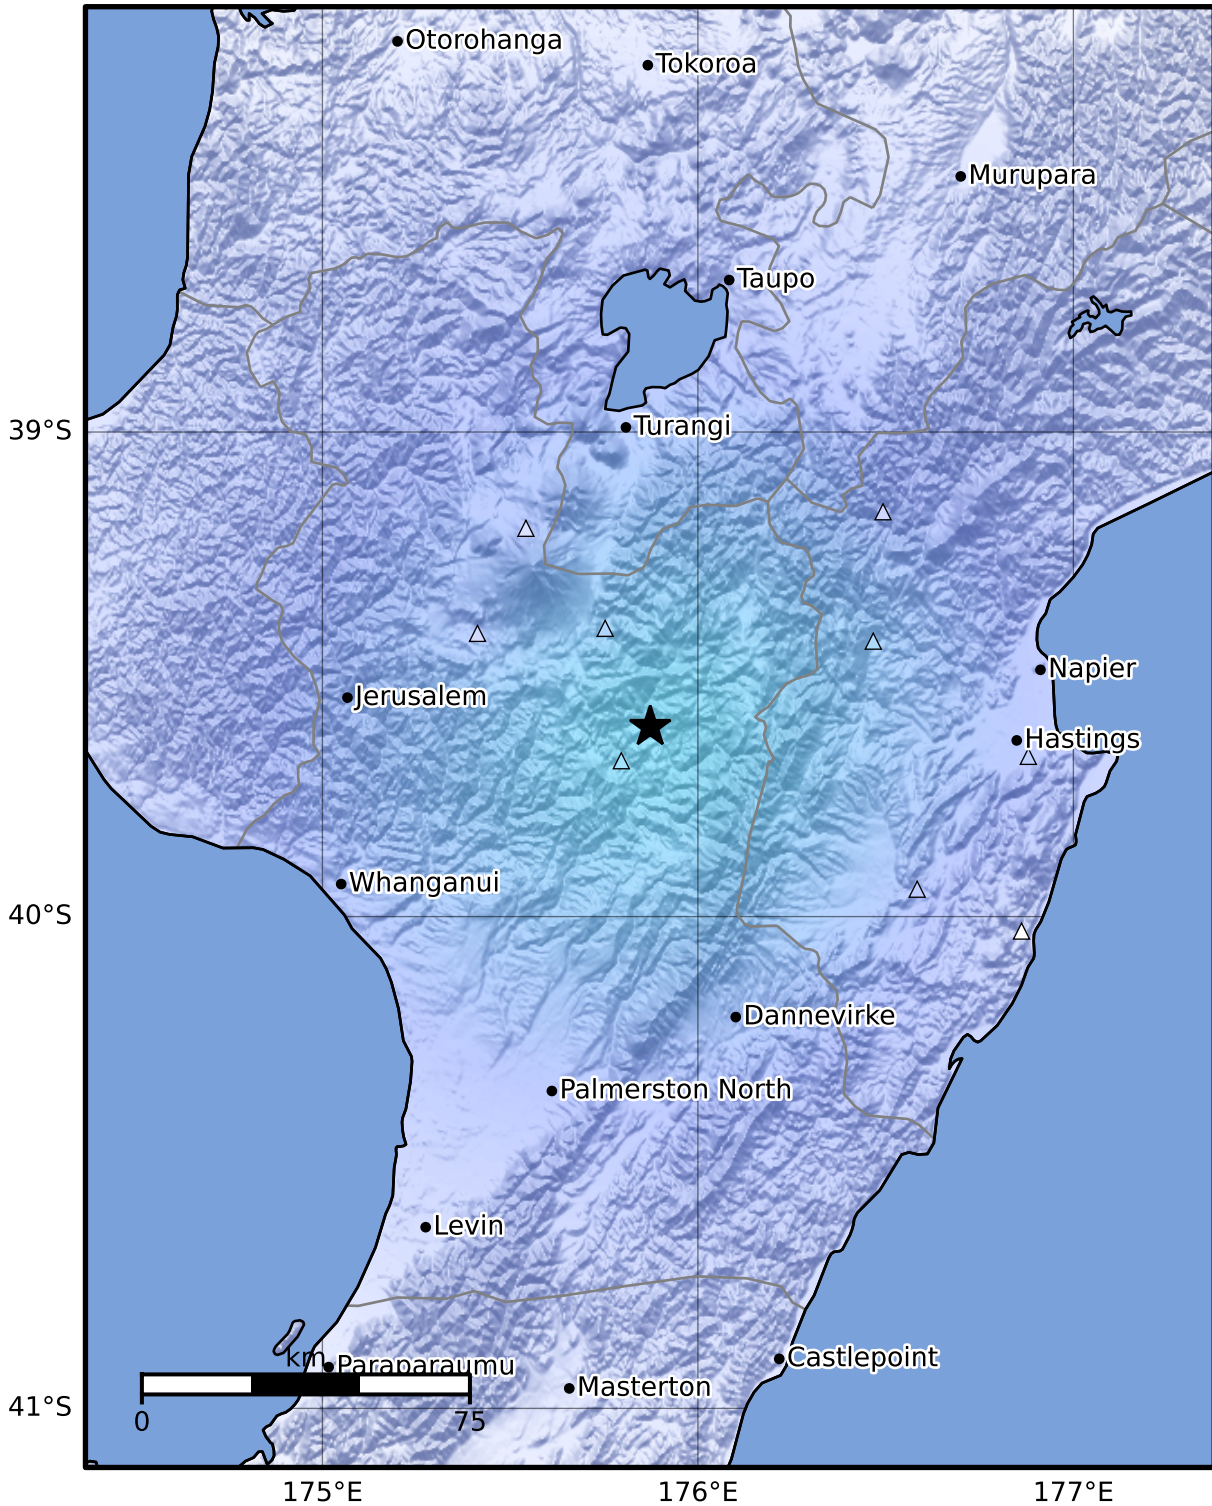 Otorohanga
Tokoroa
Murupara
Taupo
39°S
Turangi
Napier
Jerusalem
Hastings
Whanganui
40°S
Dannevirke
Palmerston North
Levin
km
Paraparaumu
Castlepoint
Masterton
41°S
0 75
175°E 176°E 177°E